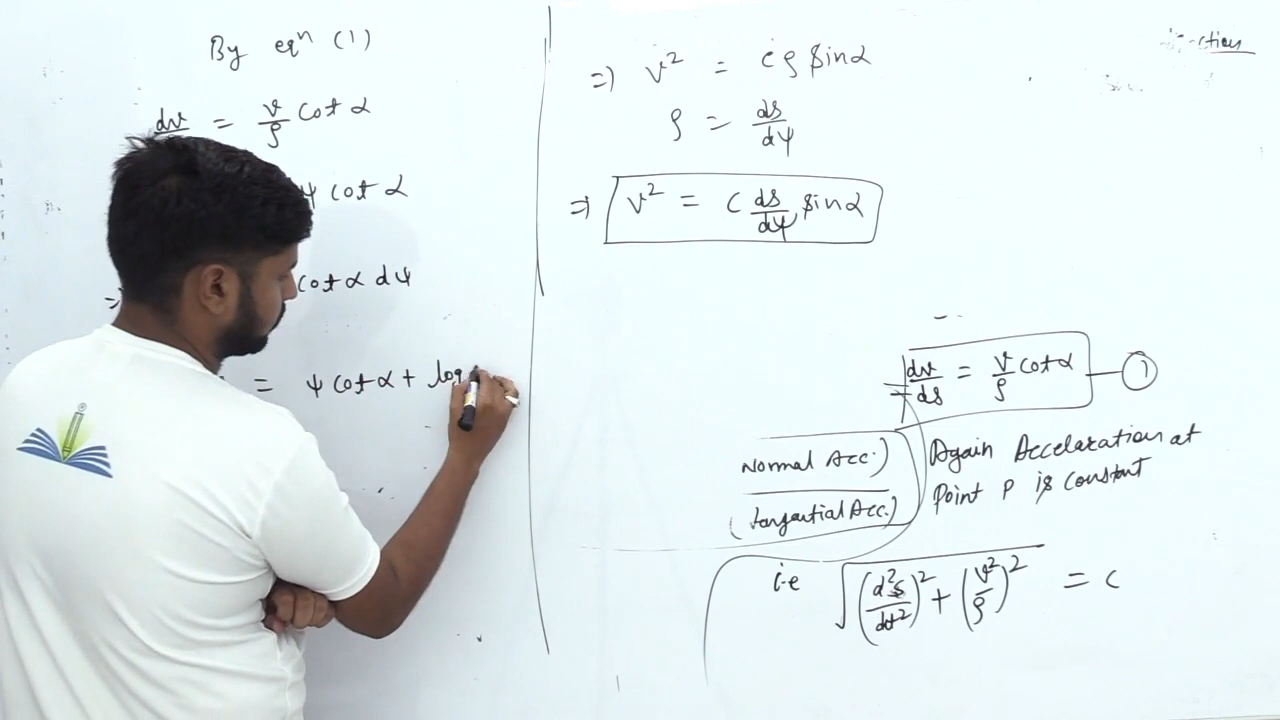 By eqⁿ (1)
dv = v/ρ cot α
ψ cot α
cot α dψ
= ψ cot α + log
=> v² = cρ sin α
ρ = ds/dψ
=> v² = c ds/dψ sin α
dv/ds = v/ρ cot α — ①
Normal Acc.)
(Tangential Acc.)
Again Accelaration at
Point P is constant
i.e √((d²s/dt²)² + (v²/ρ)²) = c